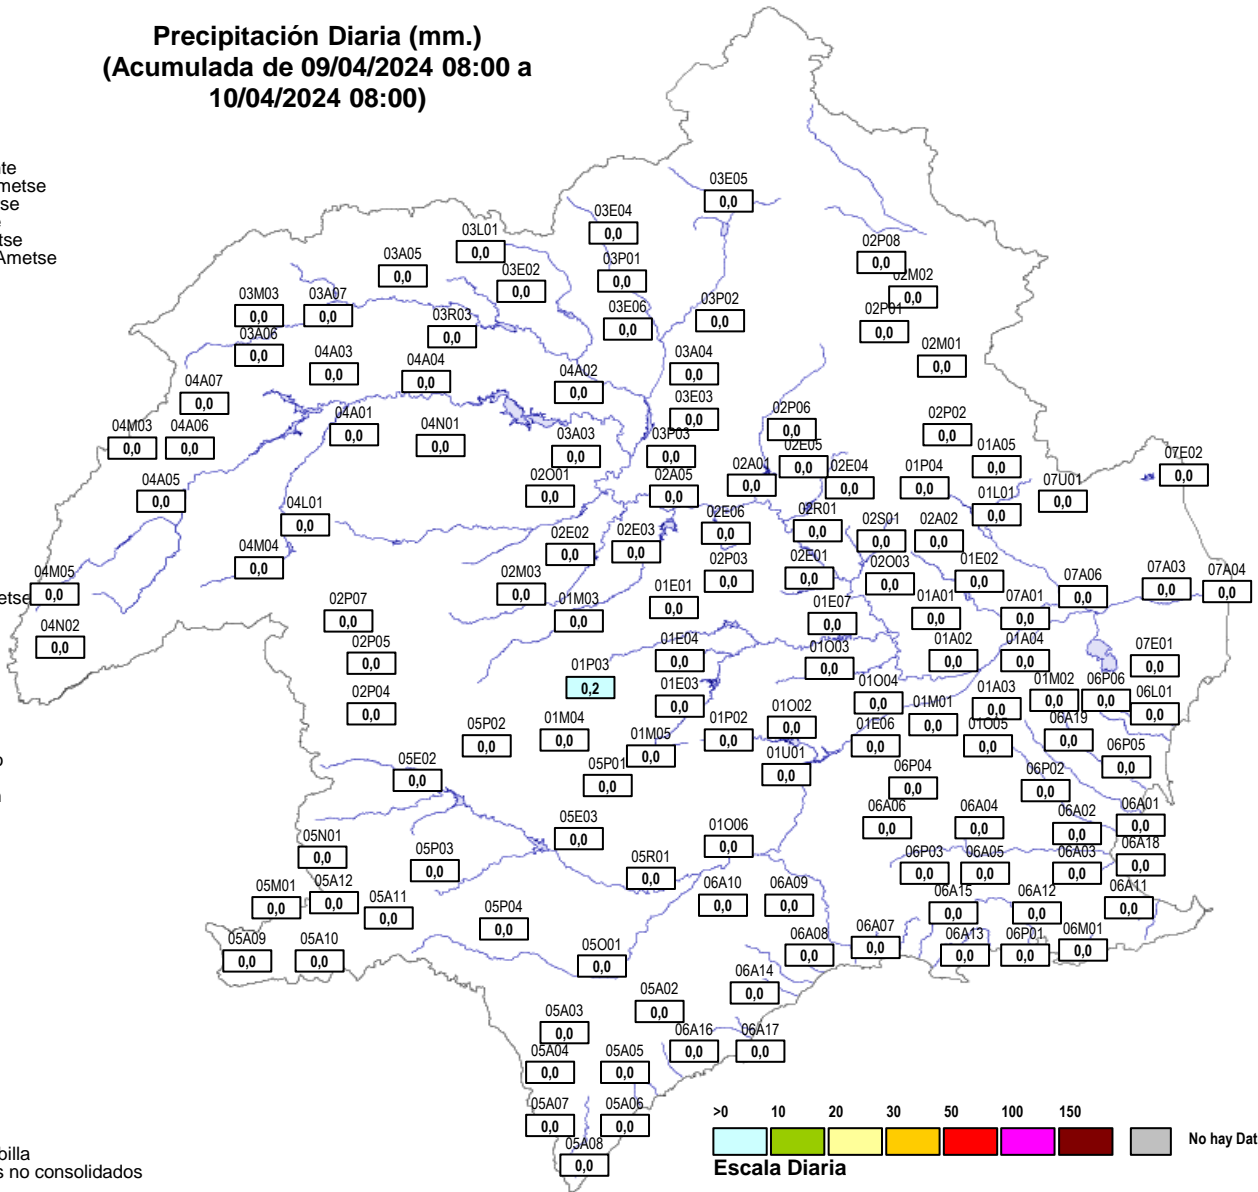 Precipitación Diaria (mm.)
(Acumulada de 09/04/2024 08:00 a
10/04/2024 08:00)
metse
tse
Ametse
03E05
0,0
03E04
0,0
03L01
0,0
03A05
0,0
03E02
0,0
03P01
0,0
02P08
0,0
02M02
0,0
03M03
0,0
03A07
0,0
03R03
0,0
03E06
0,0
03P02
0,0
02P01
0,0
03A06
0,0
04A03
0,0
04A04
0,0
04A02
0,0
03A04
0,0
02M01
0,0
04A07
0,0
03E03
0,0
04M03
0,0
04A06
0,0
04A01
0,0
04N01
0,0
03A03
0,0
03P03
0,0
02P06
0,0
02P02
0,0
02E05
0,0
01A05
0,0
07E02
0,0
04A05
0,0
02O01
0,0
02A05
0,0
02A01
0,0
02E04
0,0
01P04
0,0
07U01
0,0
01L01
0,0
04L01
0,0
02E06
0,0
02R01
0,0
02S01
0,0
02A02
0,0
04M04
0,0
02E02
0,0
02E03
0,0
04M05
0,0
02M03
0,0
02P03
0,0
02E01
0,0
02O03
0,0
01E02
0,0
07A06
0,0
07A03
0,0
07A04
0,0
etse
02P07
0,0
01M03
0,0
01E01
0,0
01E07
0,0
01A01
0,0
07A01
0,0
04N02
0,0
02P05
0,0
01E04
0,0
01O03
0,0
01A02
0,0
01A04
0,0
07E01
0,0
01P03
0,2
02P04
0,0
01E03
0,0
01O04
0,0
01A03
0,0
01M02
0,0
06P06
0,0
06L01
0,0
05P02
0,0
01M04
0,0
01M05
0,0
01P02
0,0
01O02
0,0
01E06
0,0
01M01
0,0
01O05
0,0
06A19
0,0
05E02
0,0
05P01
0,0
01U01
0,0
06P04
0,0
06P02
0,0
06P05
0,0
05E03
0,0
01O06
0,0
06A06
0,0
06A04
0,0
06A02
0,0
06A01
0,0
05N01
0,0
05P03
0,0
05R01
0,0
06P03
0,0
06A05
0,0
06A03
0,0
06A18
0,0
05M01
0,0
05A12
0,0
05A11
0,0
06A10
0,0
06A09
0,0
06A15
0,0
06A12
0,0
06A11
0,0
05P04
0,0
05A09
0,0
05A10
0,0
05O01
0,0
06A08
0,0
06A07
0,0
06A13
0,0
06P01
0,0
06M01
0,0
06A14
0,0
05A02
0,0
05A03
0,0
06A16
0,0
06A17
0,0
05A04
0,0
05A05
0,0
05A07
0,0
05A06
0,0
05A08
0,0
>0 10 20 30 50 100 150
No hay Dat
Escala Diaria
billa
s no consolidados